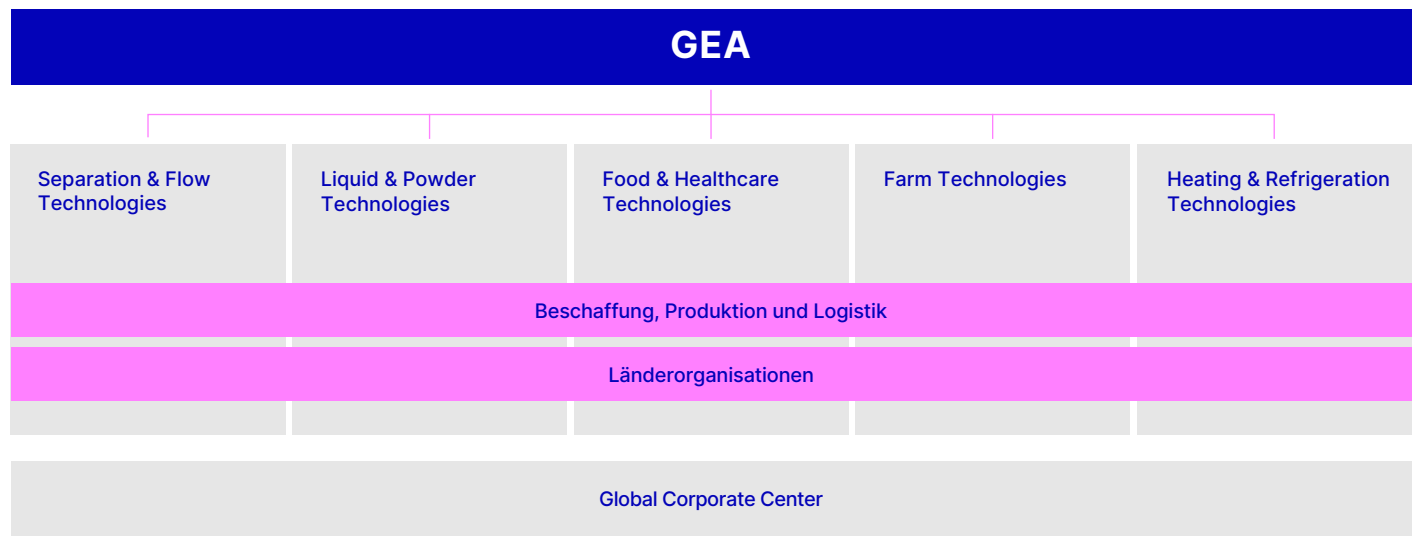 GEA
Separation & Flow
Technologies
Liquid & Powder
Technologies
Food & Healthcare
Technologies
Farm Technologies
Heating & Refrigeration
Technologies
Beschaffung, Produktion und Logistik
Länderorganisationen
Global Corporate Center